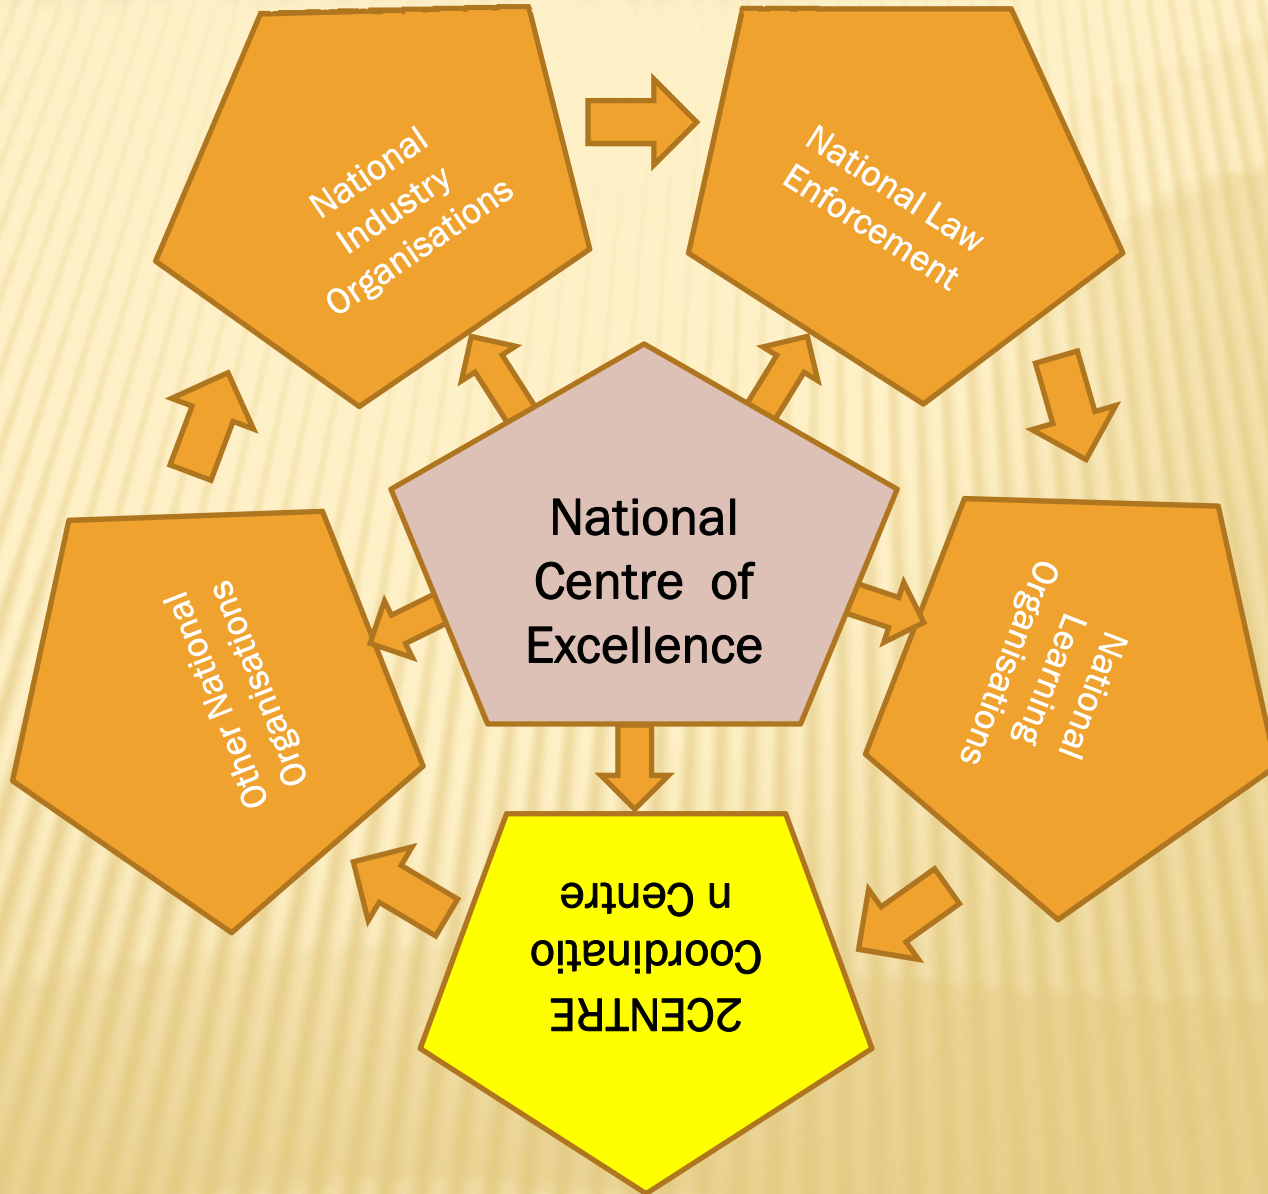 National
Industry
Organisations
National Law
Enforcement
National
Centre of
Excellence
National
Learning
Organisations
Other National
Organisations
2CENTRE
Coordinatio
n Centre